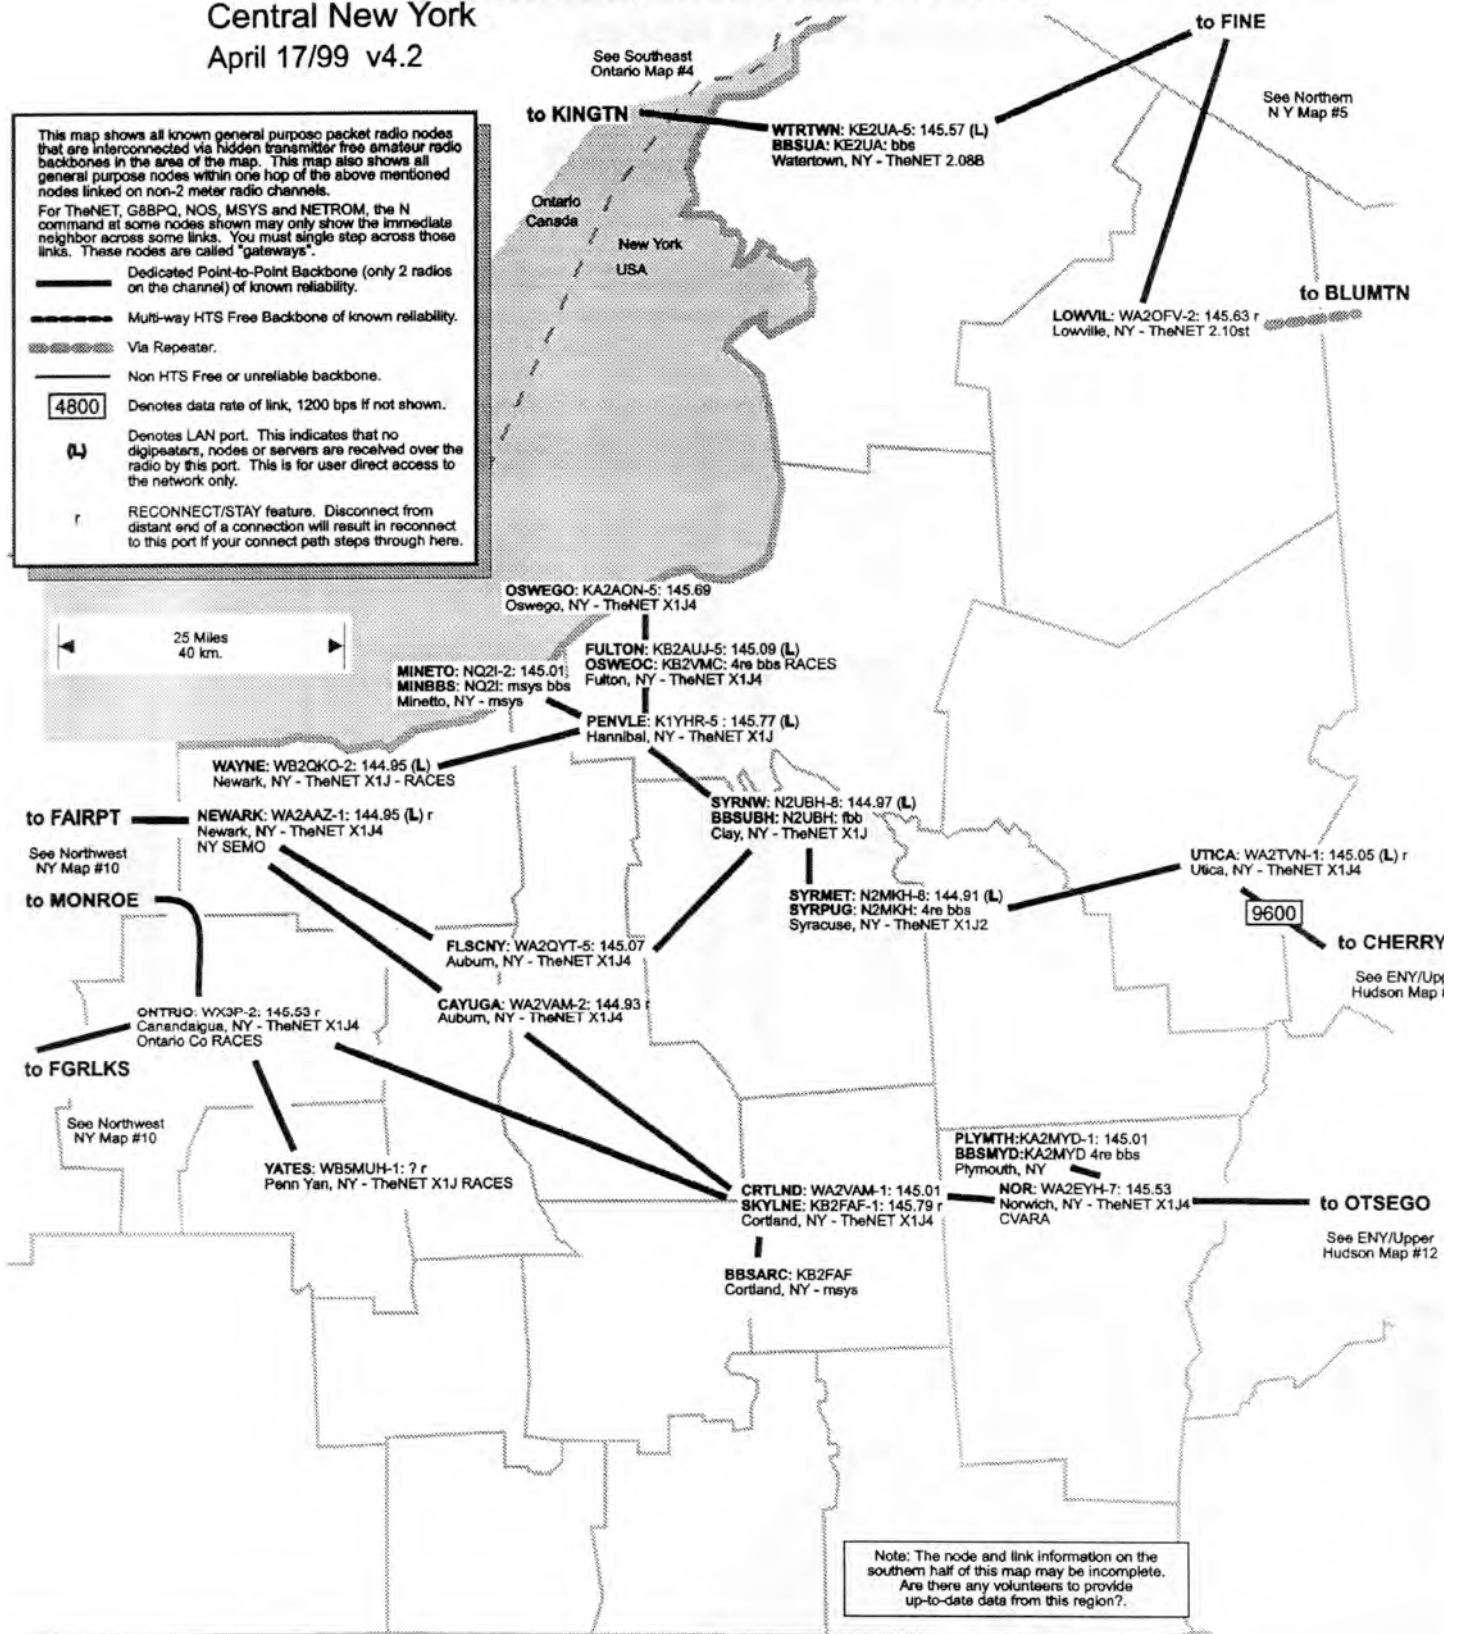 Central New York
April 17/99 v4.2
This map shows all known general purpose packet radio nodes
that are interconnected via hidden transmitter free amateur radio
backbones in the area of the map. This map also shows all
general purpose nodes within one hop of the above mentioned
nodes linked on non-2 meter radio channels.
For TheNET, G8BPQ, NOS, MSYS and NETROM, the N
command at some nodes shown may only show the immediate
neighbor across some links. You must single step across those
links. These nodes are called "gateways".
Dedicated Point-to-Point Backbone (only 2 radios
on the channel) of known reliability.
Multi-way HTS Free Backbone of known reliability.
Via Repeater.
Non HTS Free or unreliable backbone.
4800 Denotes data rate of link, 1200 bps if not shown.
(L) Denotes LAN port. This indicates that no
digipeaters, nodes or servers are received over the
radio by this port. This is for user direct access to
the network only.
r RECONNECT/STAY feature. Disconnect from
distant end of a connection will result in reconnect
to this port if your connect path steps through here.
25 Miles
40 km.
to FINE
See Southeast
Ontario Map #4
See Northern
N Y Map #5
to KINGTN
WTRTWN: KE2UA-5: 145.57 (L)
BBSUA: KE2UA: bbs
Watertown, NY - TheNET 2.08B
Ontario
Canada
New York
USA
to BLUMTN
LOWVIL: WA2OFV-2: 145.63 r
Lowville, NY - TheNET 2.10st
OSWEGO: KA2AON-5: 145.69
Oswego, NY - TheNET X1J4
FULTON: KB2AUJ-5: 145.09 (L)
OSWEOC: KB2VMC: 4re bbs RACES
Fulton, NY - TheNET X1J4
MINETO: NQ2I-2: 145.01
MINBBS: NQ2I: msys bbs
Minetto, NY - msys
PENVLE: K1YHR-5 : 145.77 (L)
Hannibal, NY - TheNET X1J
WAYNE: WB2QKO-2: 144.95 (L)
Newark, NY - TheNET X1J - RACES
SYRNW: N2UBH-8: 144.97 (L)
BBSUBH: N2UBH: fbb
Clay, NY - TheNET X1J
to FAIRPT
NEWARK: WA2AAZ-1: 144.95 (L) r
Newark, NY - TheNET X1J4
NY SEMO
See Northwest
NY Map #10
UTICA: WA2TVN-1: 145.05 (L) r
Utica, NY - TheNET X1J4
to MONROE
SYRMET: N2MKH-8: 144.91 (L)
SYRPUG: N2MKH: 4re bbs
Syracuse, NY - TheNET X1J2
9600
to CHERRY
FLSCNY: WA2QYT-5: 145.07
Auburn, NY - TheNET X1J4
See ENY/Upp
Hudson Map
CAYUGA: WA2VAM-2: 144.93 r
Auburn, NY - TheNET X1J4
ONTRIO: WX3P-2: 145.53 r
Canandaigua, NY - TheNET X1J4
Ontario Co RACES
to FGRLKS
See Northwest
NY Map #10
YATES: WB5MUH-1: ? r
Penn Yan, NY - TheNET X1J RACES
PLYMTH:KA2MYD-1: 145.01
BBSMYD:KA2MYD 4re bbs
Plymouth, NY
CRTLND: WA2VAM-1: 145.01
SKYLNE: KB2FAF-1: 145.79 r
Cortland, NY - TheNET X1J4
NOR: WA2EYH-7: 145.53
Norwich, NY - TheNET X1J4
CVARA
to OTSEGO
See ENY/Upper
Hudson Map #12
BBSARC: KB2FAF
Cortland, NY - msys
Note: The node and link information on the
southern half of this map may be incomplete.
Are there any volunteers to provide
up-to-date data from this region?.